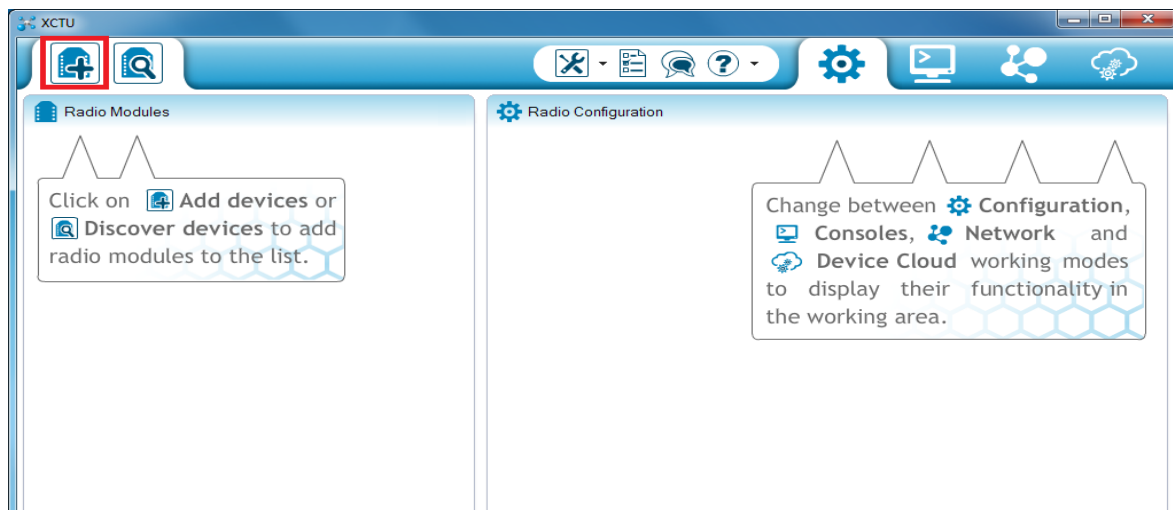 XCTU
Radio Modules
Radio Configuration
Click on Add devices or
Discover devices to add
radio modules to the list.
Change between Configuration,
Consoles, Network and
Device Cloud working modes
to display their functionality in
the working area.